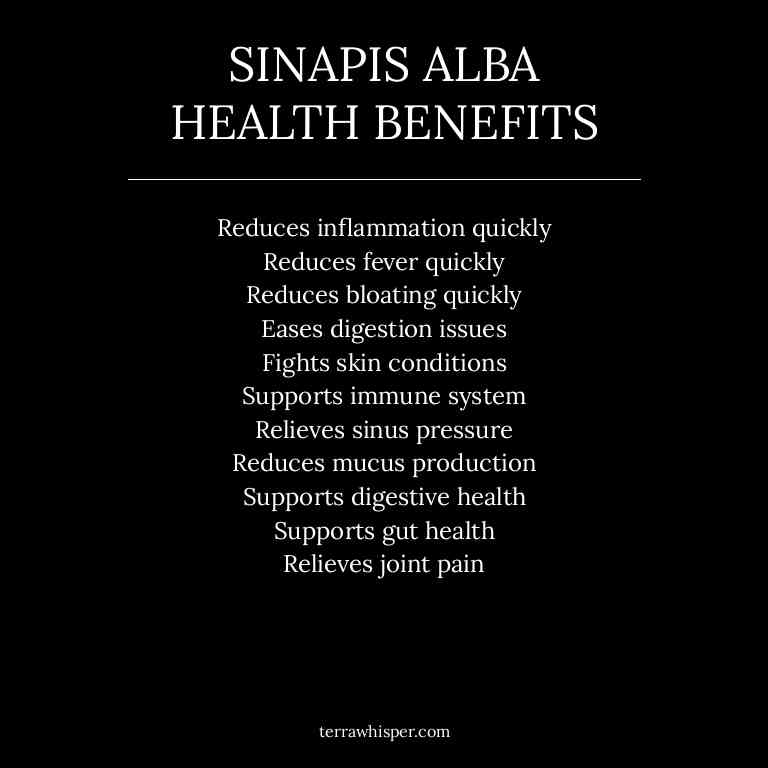 SINAPIS ALBA
HEALTH BENEFITS
Reduces inflammation quickly
Reduces fever quickly
Reduces bloating quickly
Eases digestion issues
Fights skin conditions
Supports immune system
Relieves sinus pressure
Reduces mucus production
Supports digestive health
Supports gut health
Relieves joint pain
terrawhisper.com